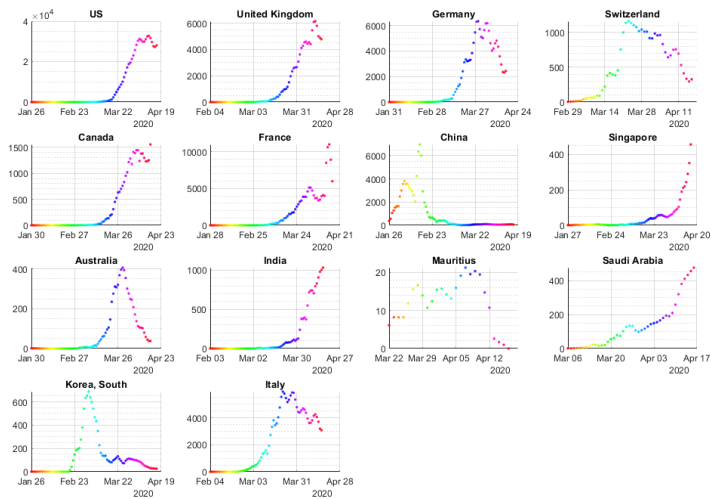 US
× 10^4
4
2
0
Jan 26
Feb 23
Mar 22
Apr 19
2020
United Kingdom
6000
4000
2000
0
Feb 04
Mar 03
Mar 31
Apr 28
2020
Germany
6000
4000
2000
0
Jan 31
Feb 28
Mar 27
Apr 24
2020
Switzerland
1000
500
0
Feb 29
Mar 14
Mar 28
Apr 11
2020
Canada
1500
1000
500
0
Jan 30
Feb 27
Mar 26
Apr 23
2020
France
10000
5000
0
Jan 28
Feb 25
Mar 24
Apr 21
2020
China
6000
4000
2000
0
Jan 26
Feb 23
Mar 22
Apr 19
2020
Singapore
400
200
0
Jan 27
Feb 24
Mar 23
Apr 20
2020
Australia
400
200
0
Jan 30
Feb 27
Mar 26
Apr 23
2020
India
1000
500
0
Feb 03
Mar 02
Mar 30
Apr 27
2020
Mauritius
20
10
0
Mar 22
Mar 29
Apr 05
Apr 12
2020
Saudi Arabia
400
200
0
Mar 06
Mar 20
Apr 03
Apr 17
2020
Korea, South
600
400
200
0
Jan 26
Feb 23
Mar 22
Apr 19
2020
Italy
4000
2000
0
Feb 04
Mar 03
Mar 31
Apr 28
2020